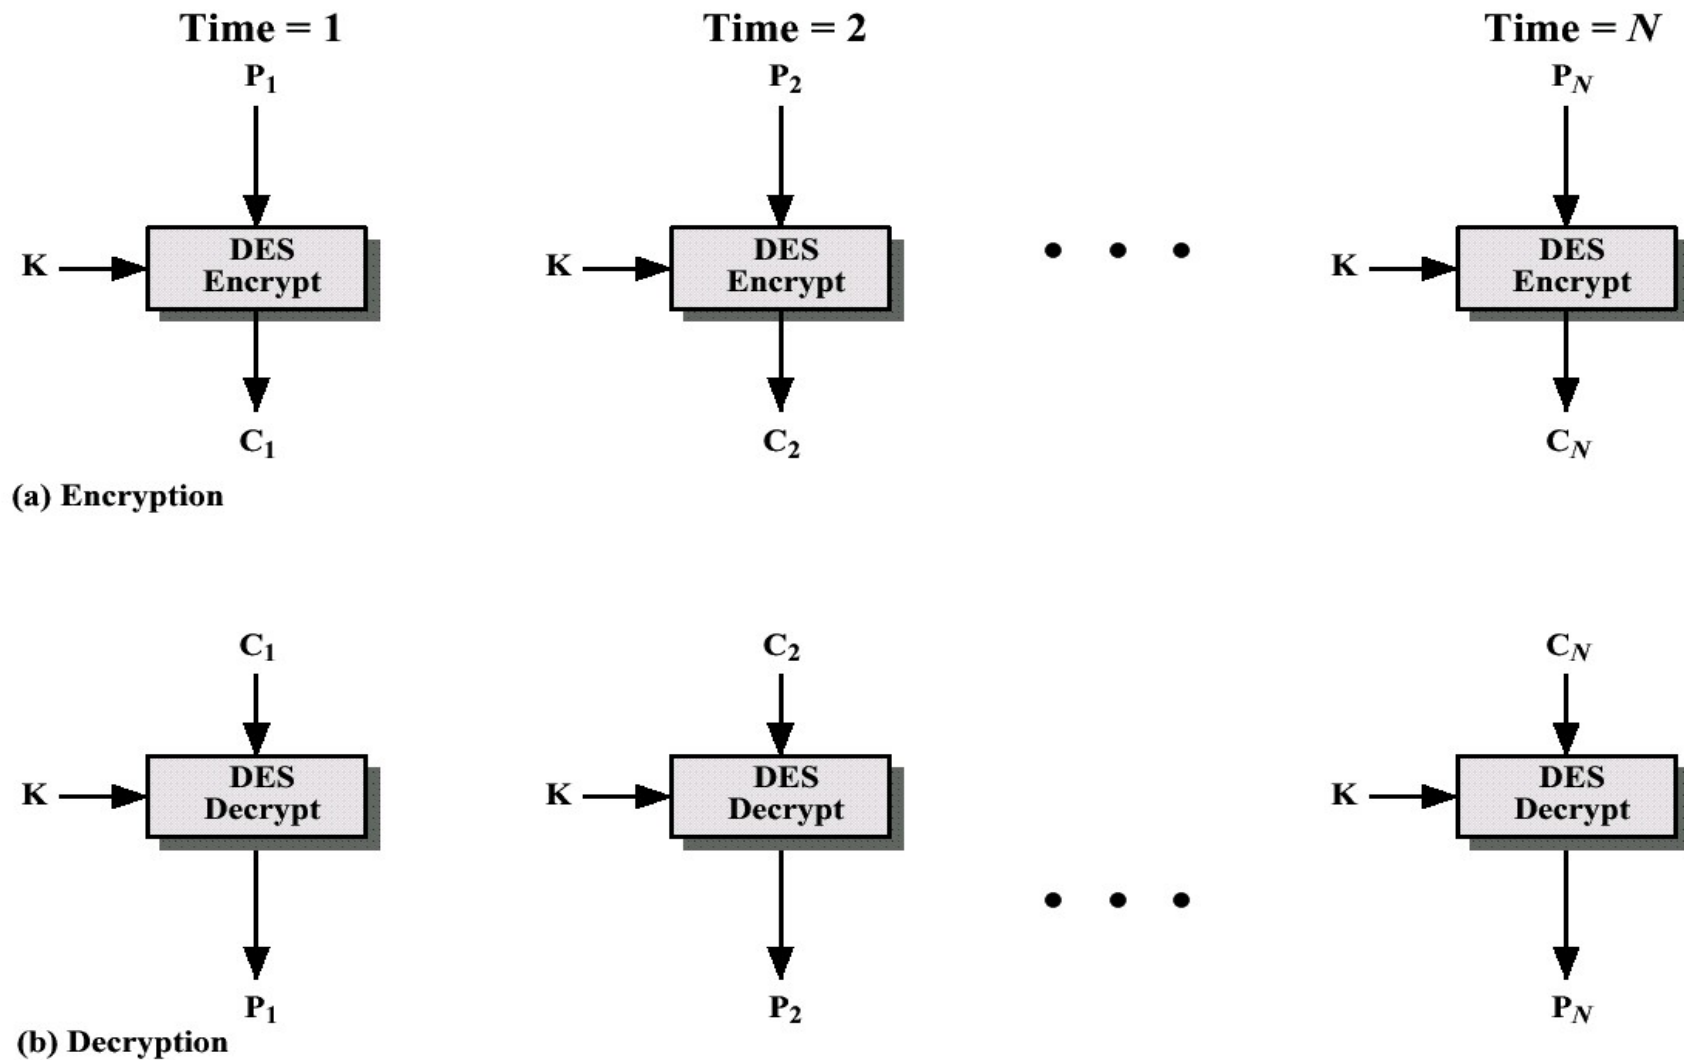 Time = 1 Time = 2 Time = N
P1 P2 PN
K DES Encrypt K DES Encrypt K DES Encrypt
C1 C2 CN
(a) Encryption
C1 C2 CN
K DES Decrypt K DES Decrypt K DES Decrypt
P1 P2 PN
(b) Decryption